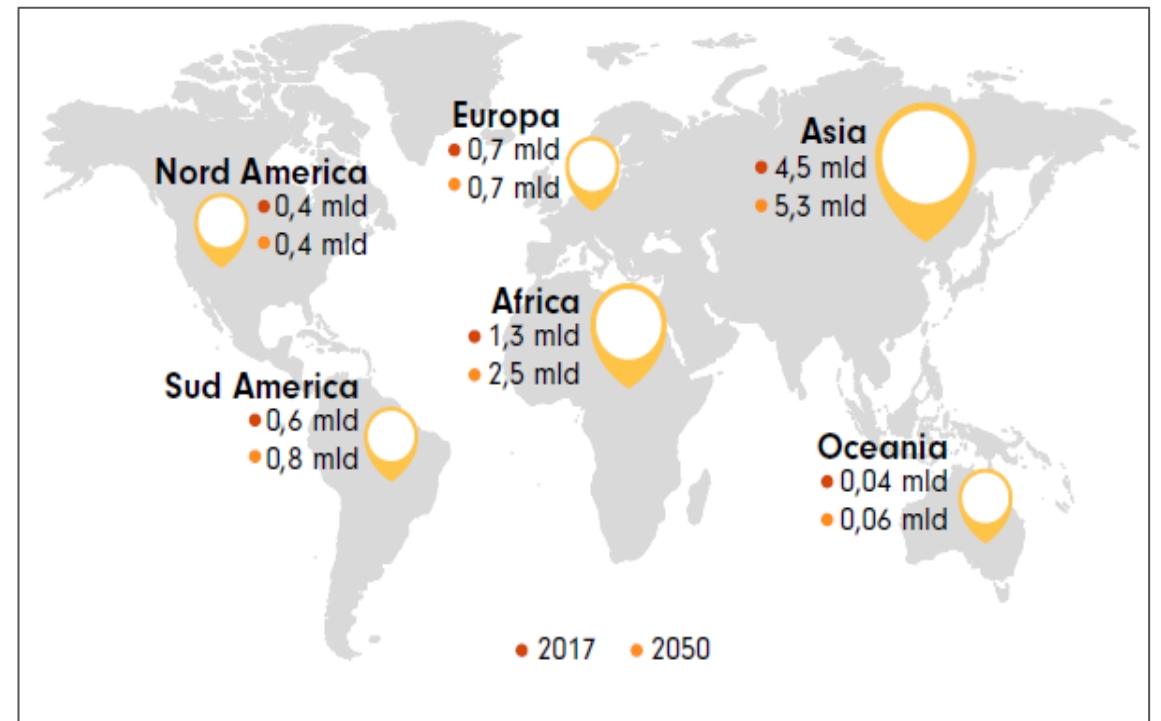 Nord America
0,4 mld
0,4 mld
Europa
0,7 mld
0,7 mld
Asia
4,5 mld
5,3 mld
Africa
1,3 mld
2,5 mld
Sud America
0,6 mld
0,8 mld
Oceania
0,04 mld
0,06 mld
2017 2050